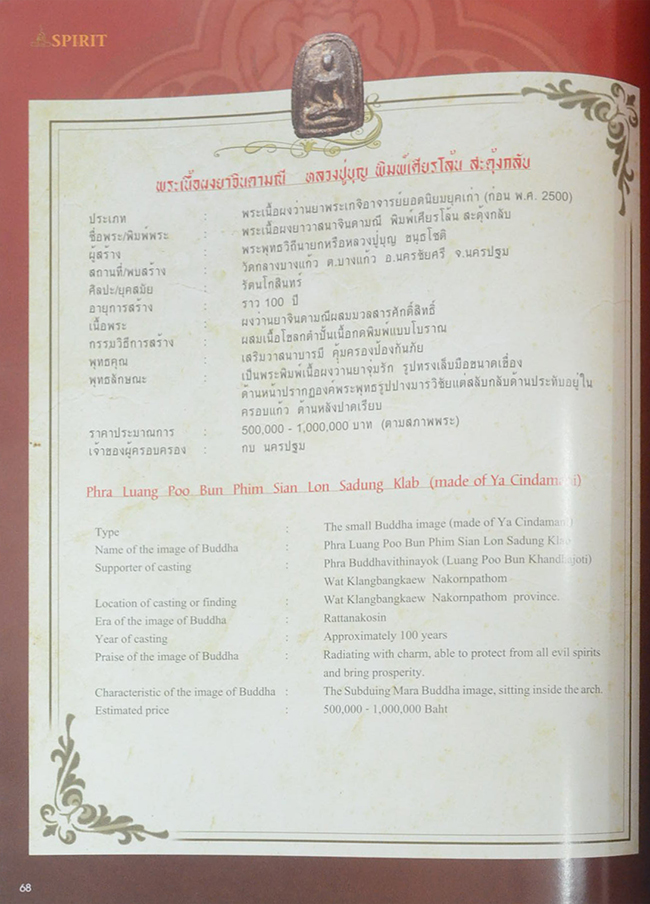 SPIRIT
พระเนื้อผงยาจินดามณี หลวงปู่บุญ พิมพ์เศียรโล้น สะดุ้งกลับ
ประเภท : พระเนื้อผงว่านยาพระเกจิอาจารย์ยอดนิยมยุคเก่า (ก่อน พ.ศ. 2500)
ชื่อพระ/พิมพ์พระ : พระเนื้อผงยาวาสนาจินดามณี พิมพ์เศียรโล้น สะดุ้งกลับ
ผู้สร้าง : พระพุทธวิถีนายกหรือหลวงปู่บุญ ขนฺธโชติ
สถานที่/พบสร้าง : วัดกลางบางแก้ว ต.บางแก้ว อ.นครชัยศรี จ.นครปฐม
ศิลปะ/ยุคสมัย : รัตนโกสินทร์
อายุการสร้าง : ราว 100 ปี
เนื้อพระ : ผงว่านยาจินดามณีผสมมวลสารศักดิ์สิทธิ์
กรรมวิธีการสร้าง : ผสมเนื้อโขลกตำปั้นเนื้อกดพิมพ์แบบโบราณ
พุทธคุณ : เสริมวาสนาบารมี คุ้มครองป้องกันภัย
พุทธลักษณะ : เป็นพระพิมพ์เนื้อผงว่านยาจุ่มรัก รูปทรงเล็บมือขนาดเขื่อง
ด้านหน้าปรากฏองค์พระพุทธรูปปางมารวิชัยแต่สลับกลับด้านประทับอยู่ใน
ครอบแก้ว ด้านหลังปาดเรียบ
ราคาประมาณการ : 500,000 - 1,000,000 บาท (ตามสภาพพระ)
เจ้าของผู้ครอบครอง : กบ นครปฐม
Phra Luang Poo Bun Phim Sian Lon Sadung Klab (made of Ya Cindamani)
Type : The small Buddha image (made of Ya Cindamani)
Name of the image of Buddha : Phra Luang Poo Bun Phim Sian Lon Sadung Klab
Supporter of casting : Phra Buddhavithinayok (Luang Poo Bun Khandhajoti)
Wat Klangbangkaew Nakornpathom
Location of casting or finding : Wat Klangbangkaew Nakornpathom province.
Era of the image of Buddha : Rattanakosin
Year of casting : Approximately 100 years
Praise of the image of Buddha : Radiating with charm, able to protect from all evil spirits
and bring prosperity.
Characteristic of the image of Buddha : The Subduing Mara Buddha image, sitting inside the arch.
Estimated price : 500,000 - 1,000,000 Baht
68